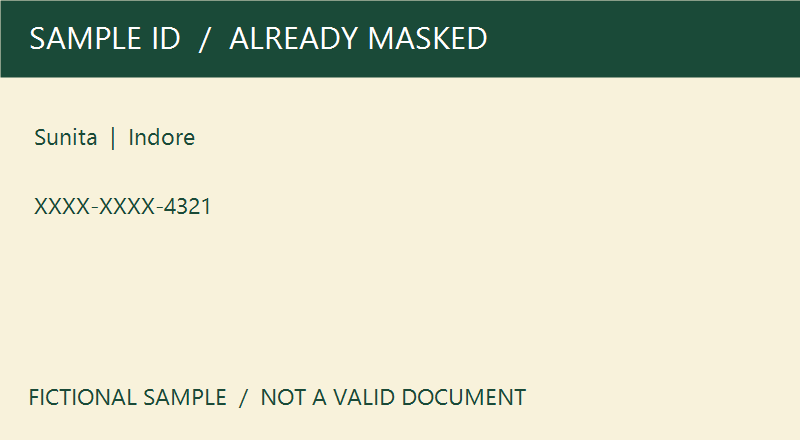 SAMPLE ID / ALREADY MASKED
Sunita | Indore
XXXX-XXXX-4321
FICTIONAL SAMPLE / NOT A VALID DOCUMENT